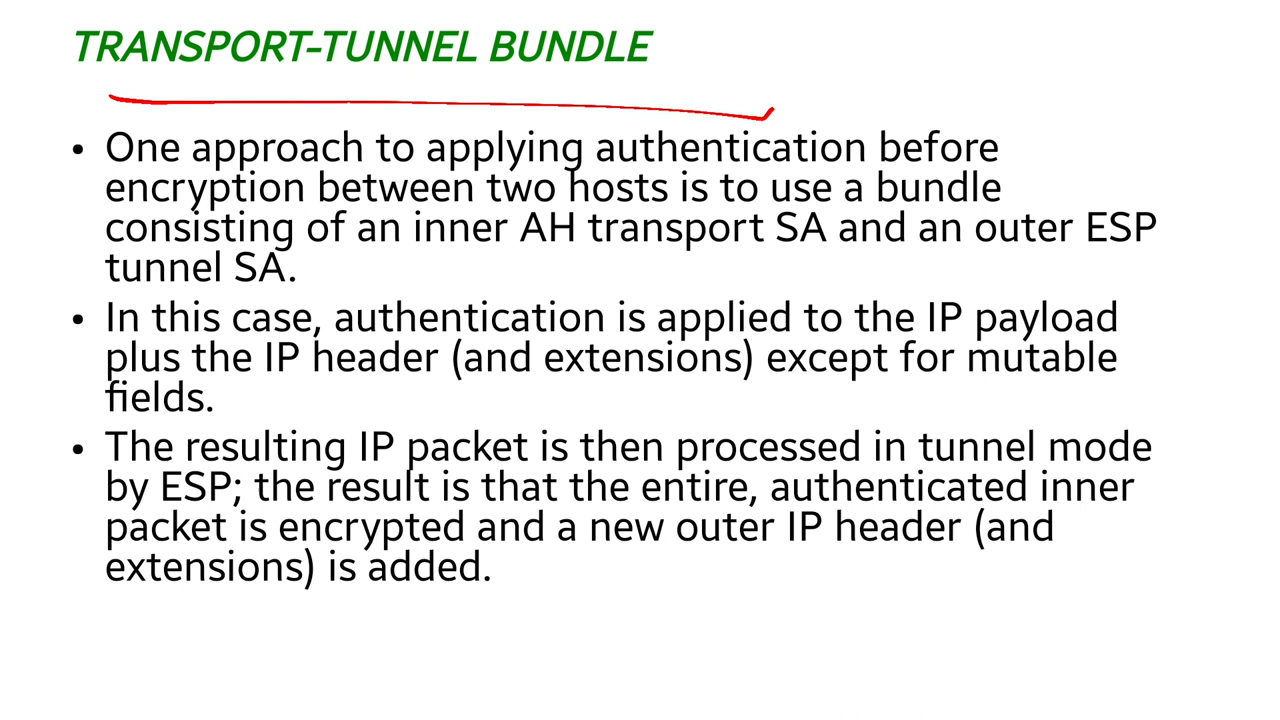 TRANSPORT-TUNNEL BUNDLE
• One approach to applying authentication before
encryption between two hosts is to use a bundle
consisting of an inner AH transport SA and an outer ESP
tunnel SA.
• In this case, authentication is applied to the IP payload
plus the IP header (and extensions) except for mutable
fields.
• The resulting IP packet is then processed in tunnel mode
by ESP; the result is that the entire, authenticated inner
packet is encrypted and a new outer IP header (and
extensions) is added.